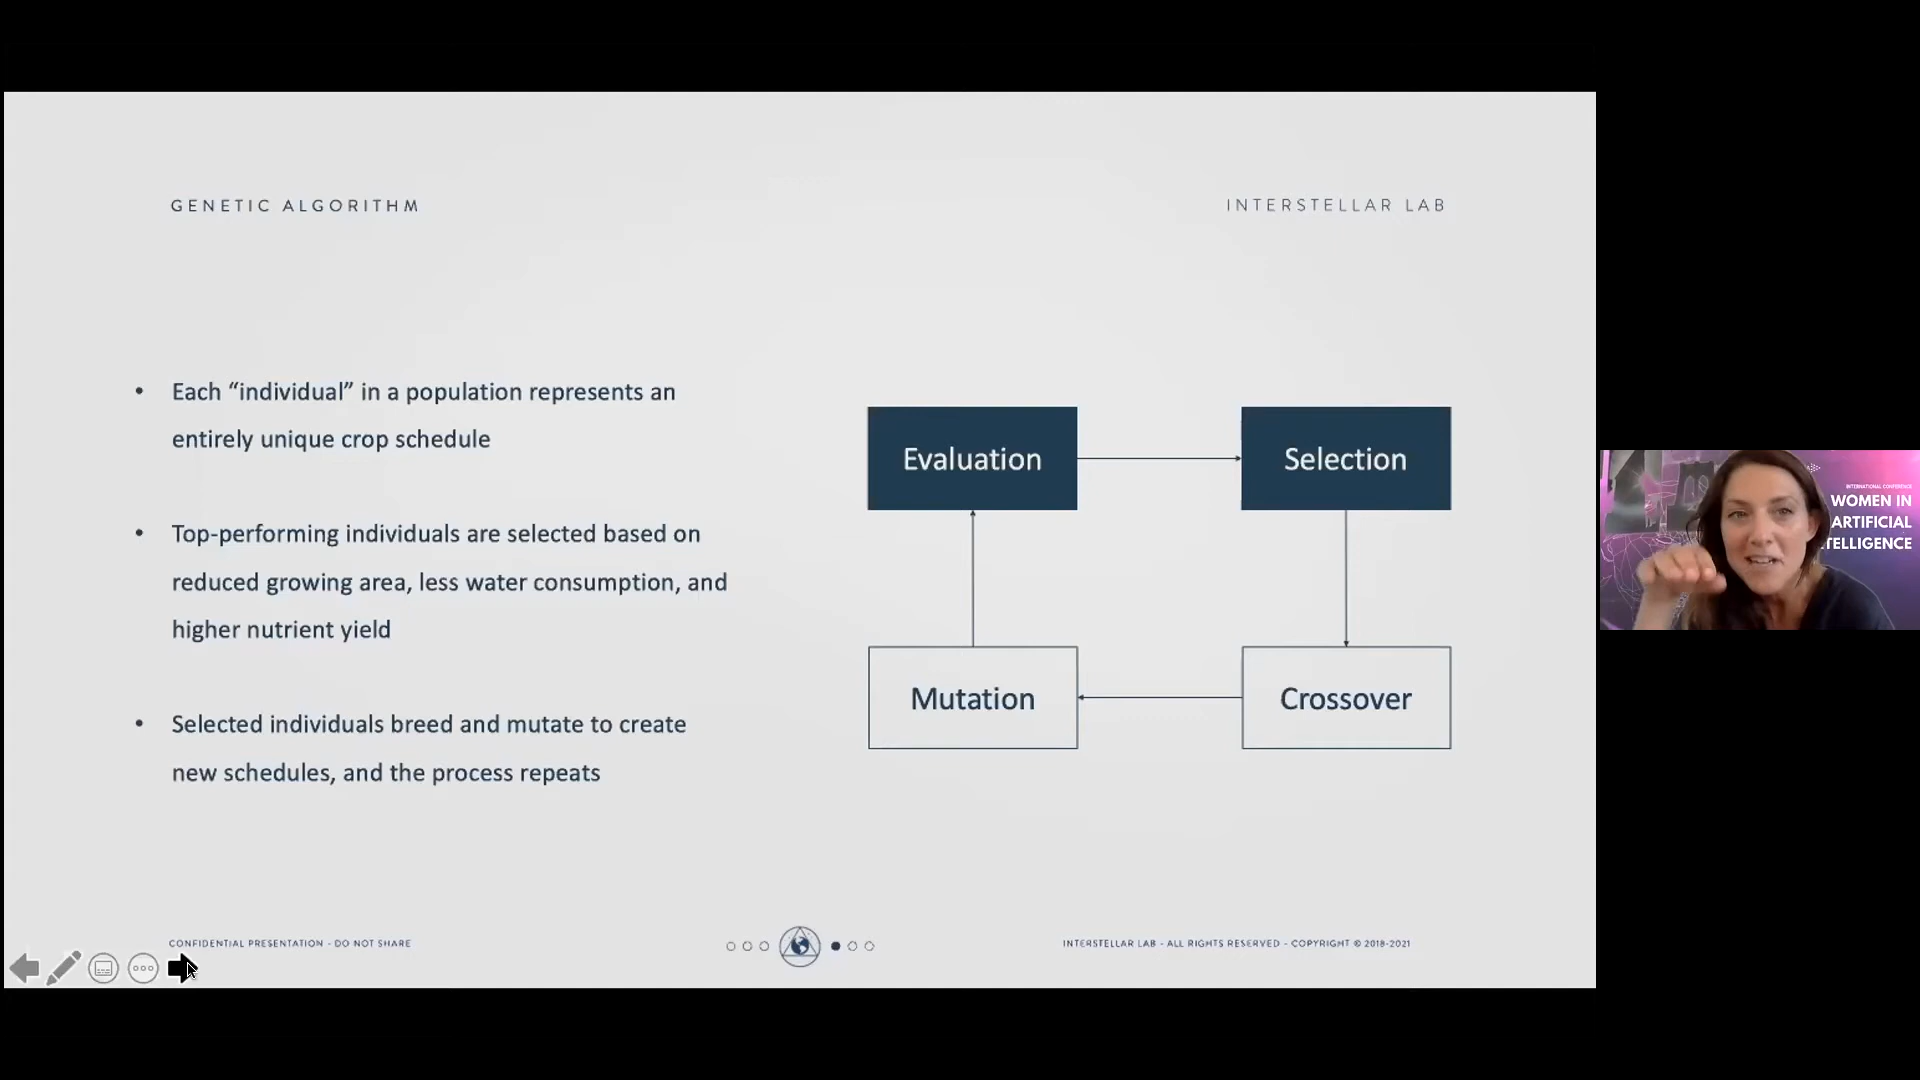 GENETIC ALGORITHM
INTERSTELLAR LAB
• Each “individual” in a population represents an
entirely unique crop schedule
• Top-performing individuals are selected based on
reduced growing area, less water consumption, and
higher nutrient yield
• Selected individuals breed and mutate to create
new schedules, and the process repeats
Evaluation
Selection
Mutation
Crossover
INTERNATIONAL CONFERENCE
WOMEN IN
ARTIFICIAL
TELLIGENCE
CONFIDENTIAL PRESENTATION - DO NOT SHARE
INTERSTELLAR LAB - ALL RIGHTS RESERVED - COPYRIGHT © 2018-2021